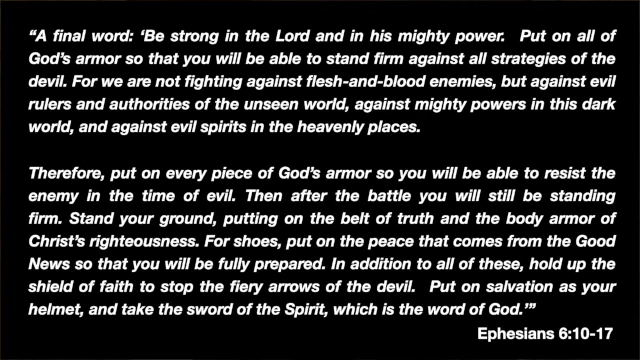 “A final word: ‘Be strong in the Lord and in his mighty power.  Put on all of
God’s armor so that you will be able to stand firm against all strategies of the
devil. For we are not fighting against flesh-and-blood enemies, but against evil
rulers and authorities of the unseen world, against mighty powers in this dark
world, and against evil spirits in the heavenly places.
Therefore, put on every piece of God’s armor so you will be able to resist the
enemy in the time of evil. Then after the battle you will still be standing
firm. Stand your ground, putting on the belt of truth and the body armor of
Christ’s righteousness. For shoes, put on the peace that comes from the Good
News so that you will be fully prepared. In addition to all of these, hold up the
shield of faith to stop the fiery arrows of the devil.  Put on salvation as your
helmet, and take the sword of the Spirit, which is the word of God.’”
Ephesians 6:10-17